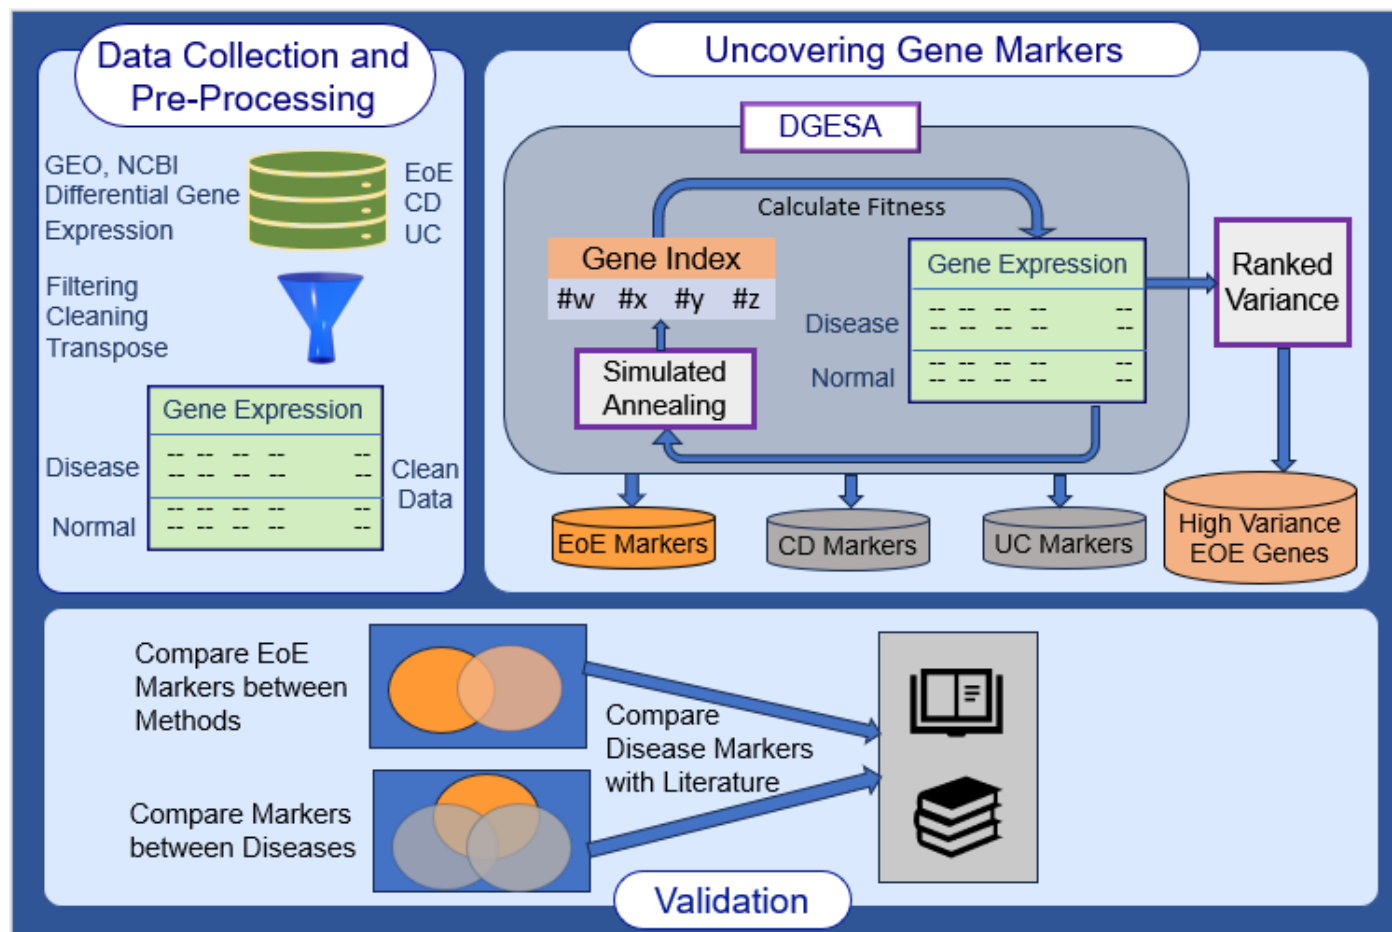 Data Collection and
Pre-Processing
GEO, NCBI
Differential Gene
Expression
EoE
CD
UC
Filtering
Cleaning
Transpose
Gene Expression
Disease
-- -- -- -- --
-- -- -- -- --
Normal
-- -- -- -- --
-- -- -- -- --
Clean
Data
Uncovering Gene Markers
DGESA
Calculate Fitness
Gene Index
#w #x #y #z
Simulated
Annealing
Gene Expression
Disease
-- -- -- -- --
-- -- -- -- --
Normal
-- -- -- -- --
-- -- -- -- --
Ranked
Variance
EoE Markers
CD Markers
UC Markers
High Variance
EOE Genes
Compare EoE
Markers between
Methods
Compare Markers
between Diseases
Compare
Disease Markers
with Literature
Validation